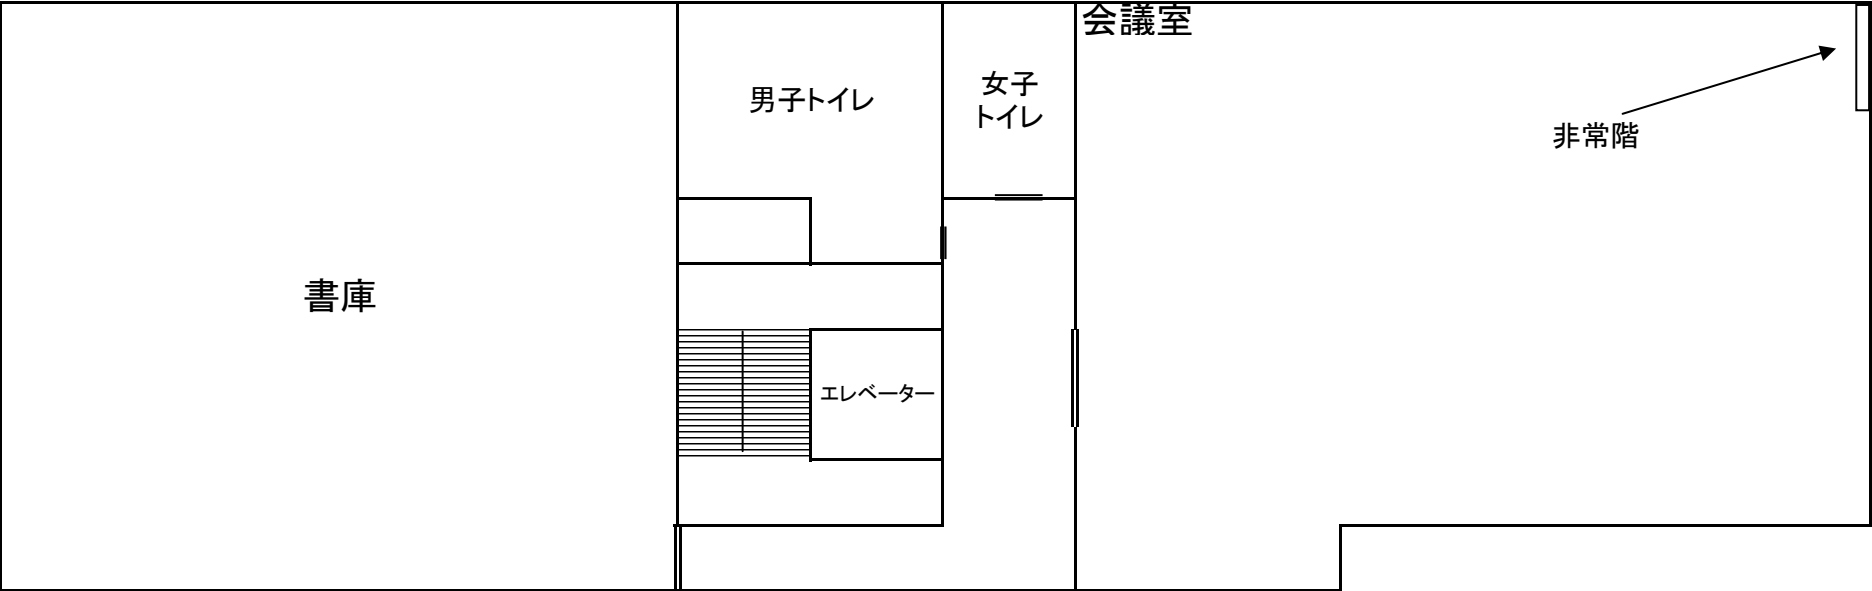 会議室
男子トイレ
女子
トイレ
非常階
書庫
エレベーター